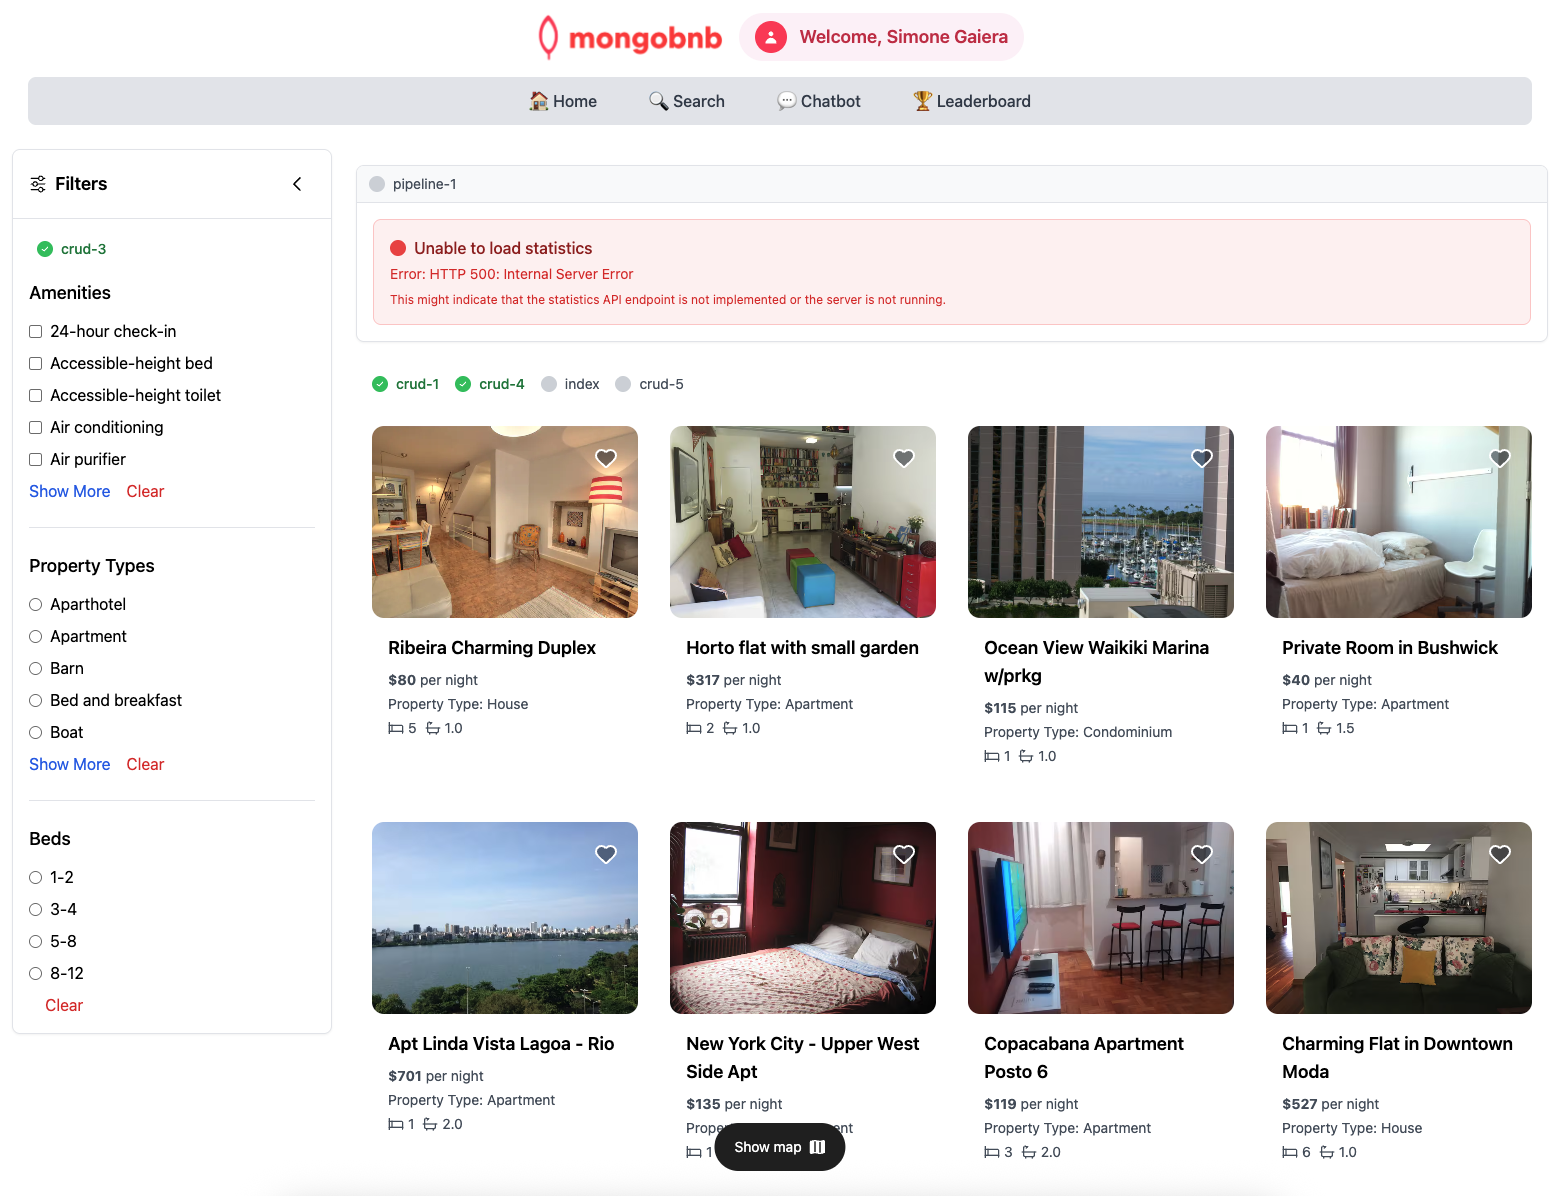 mongobnb
Welcome, Simone Gaiera
Home
Search
Chatbot
Leaderboard
Filters
crud-3
Amenities
24-hour check-in
Accessible-height bed
Accessible-height toilet
Air conditioning
Air purifier
Show More Clear
Property Types
Aparthotel
Apartment
Barn
Bed and breakfast
Boat
Show More Clear
Beds
1-2
3-4
5-8
8-12
Clear
pipeline-1
Unable to load statistics
Error: HTTP 500: Internal Server Error
This might indicate that the statistics API endpoint is not implemented or the server is not running.
crud-1 crud-4 index crud-5
Ribeira Charming Duplex
$80 per night
Property Type: House
5 1.0
Horto flat with small garden
$317 per night
Property Type: Apartment
2 1.0
Ocean View Waikiki Marina
w/prkg
$115 per night
Property Type: Condominium
1 1.0
Private Room in Bushwick
$40 per night
Property Type: Apartment
1 1.5
Apt Linda Vista Lagoa - Rio
$701 per night
Property Type: Apartment
1 2.0
New York City - Upper West
Side Apt
$135 per night
1
Copacabana Apartment
Posto 6
$119 per night
Property Type: Apartment
3 2.0
Charming Flat in Downtown
Moda
$527 per night
Property Type: House
6 1.0
Show map